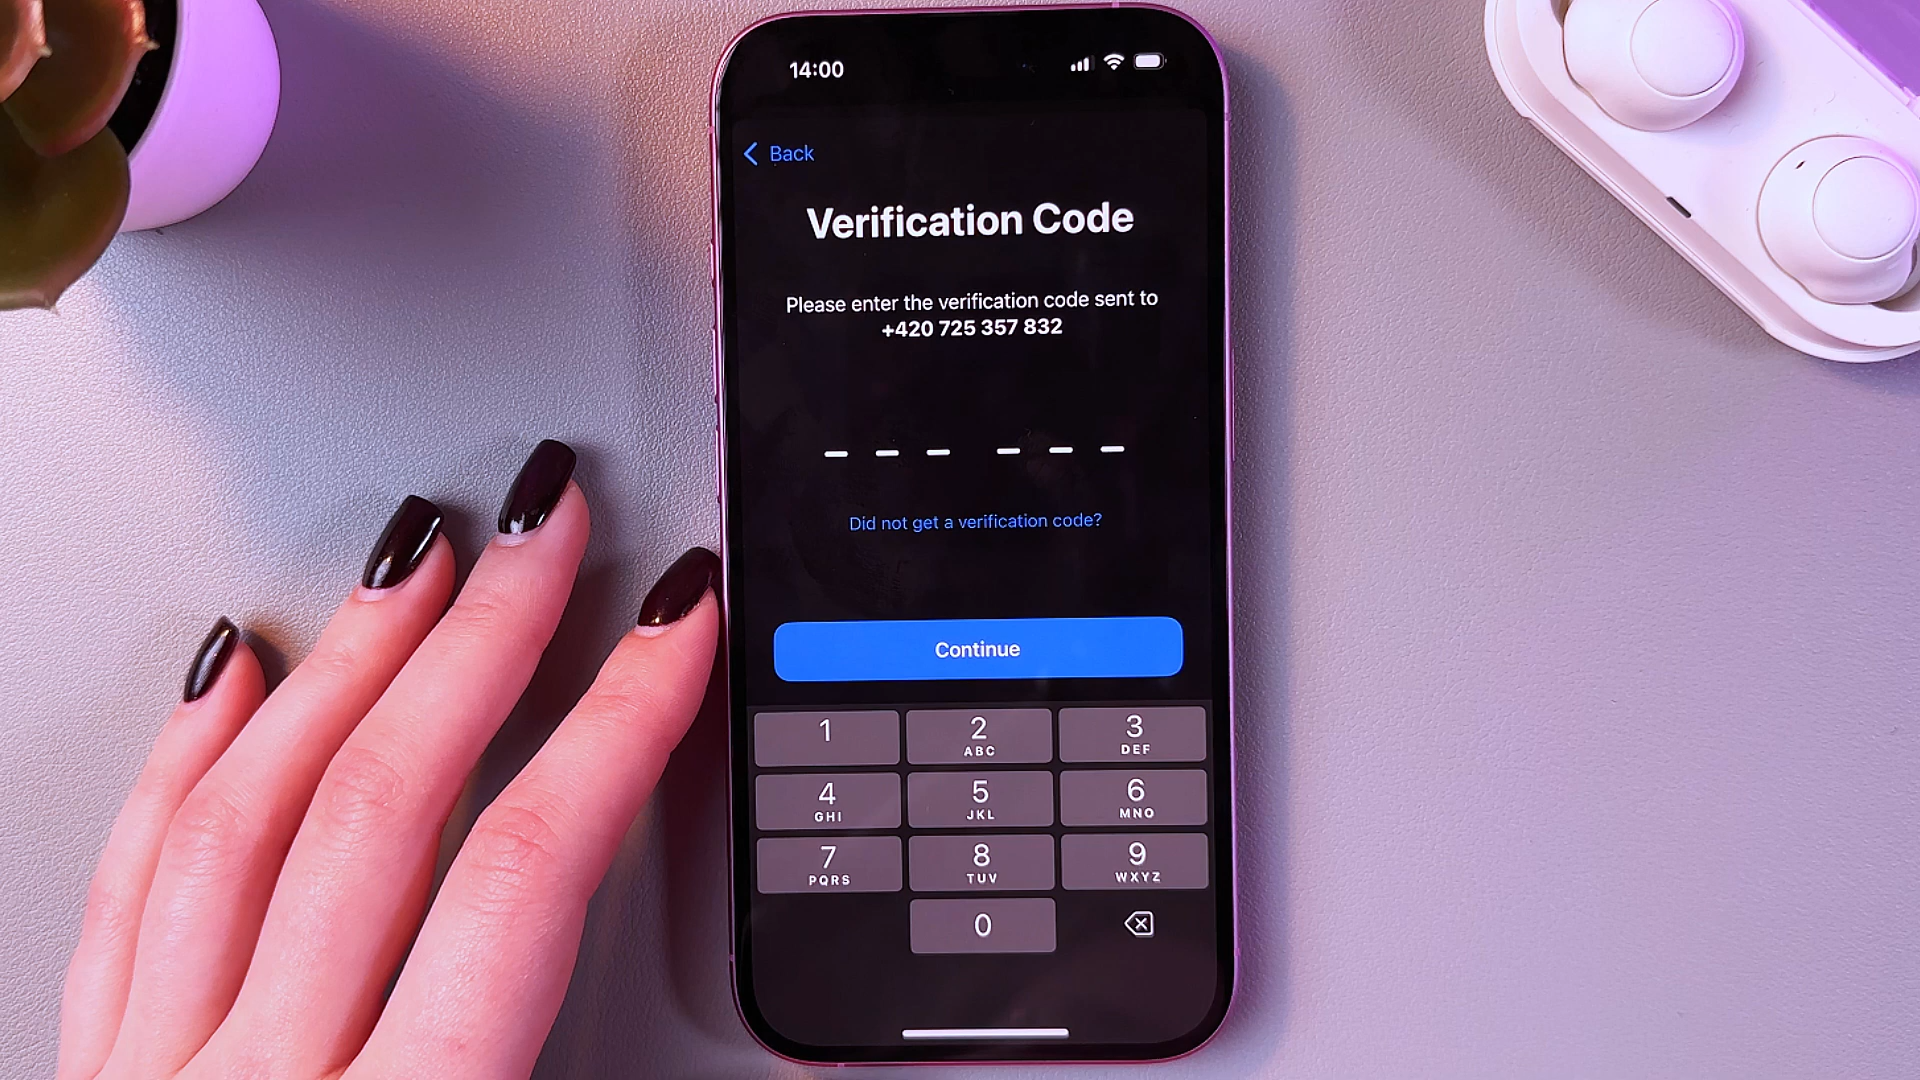 14:00
Back
Verification Code
Please enter the verification code sent to
+420 725 357 832
Did not get a verification code?
Continue
1
2
ABC
3
DEF
4
GHI
5
JKL
6
MNO
7
PQRS
8
TUV
9
WXYZ
0